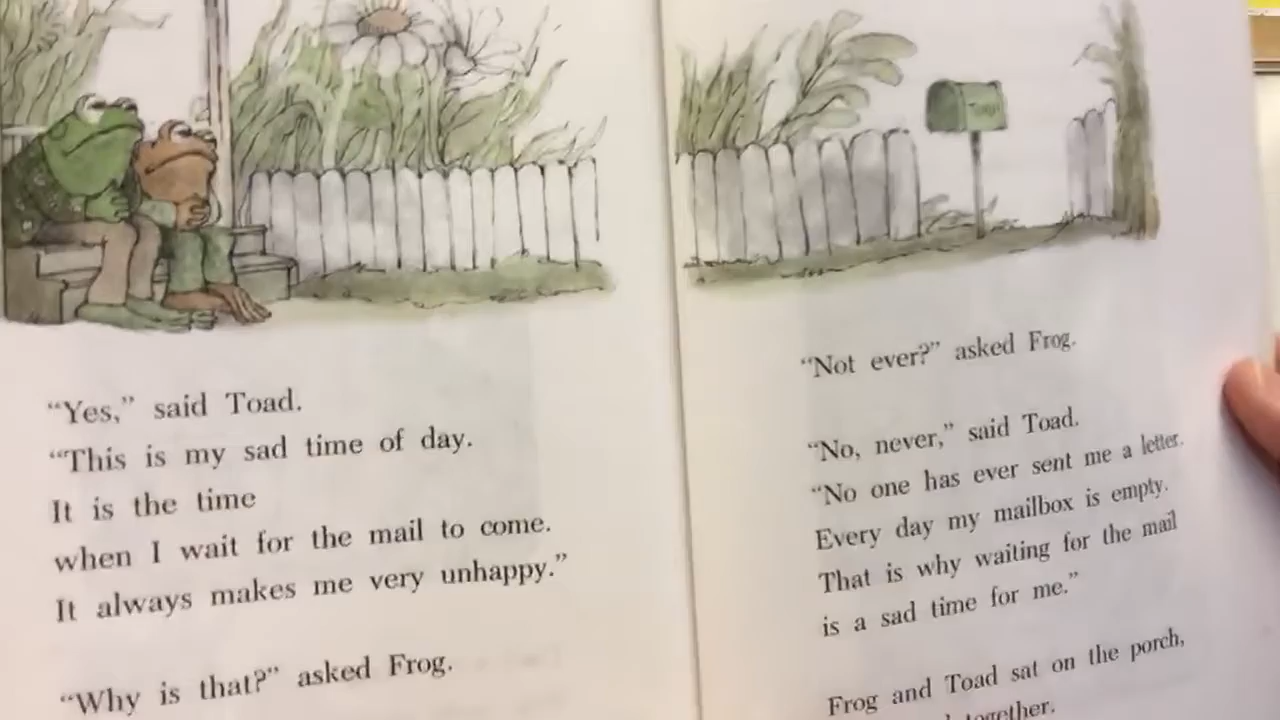 “Yes,” said Toad.
“This is my sad time of day.
It is the time
when I wait for the mail to come.
It always makes me very unhappy.”
“Why is that?” asked Frog.
“Not ever?” asked Frog.
“No, never,” said Toad.
“No one has ever sent me a letter.
Every day my mailbox is empty.
That is why waiting for the mail
is a sad time for me.”
Frog and Toad sat on the porch,
together.